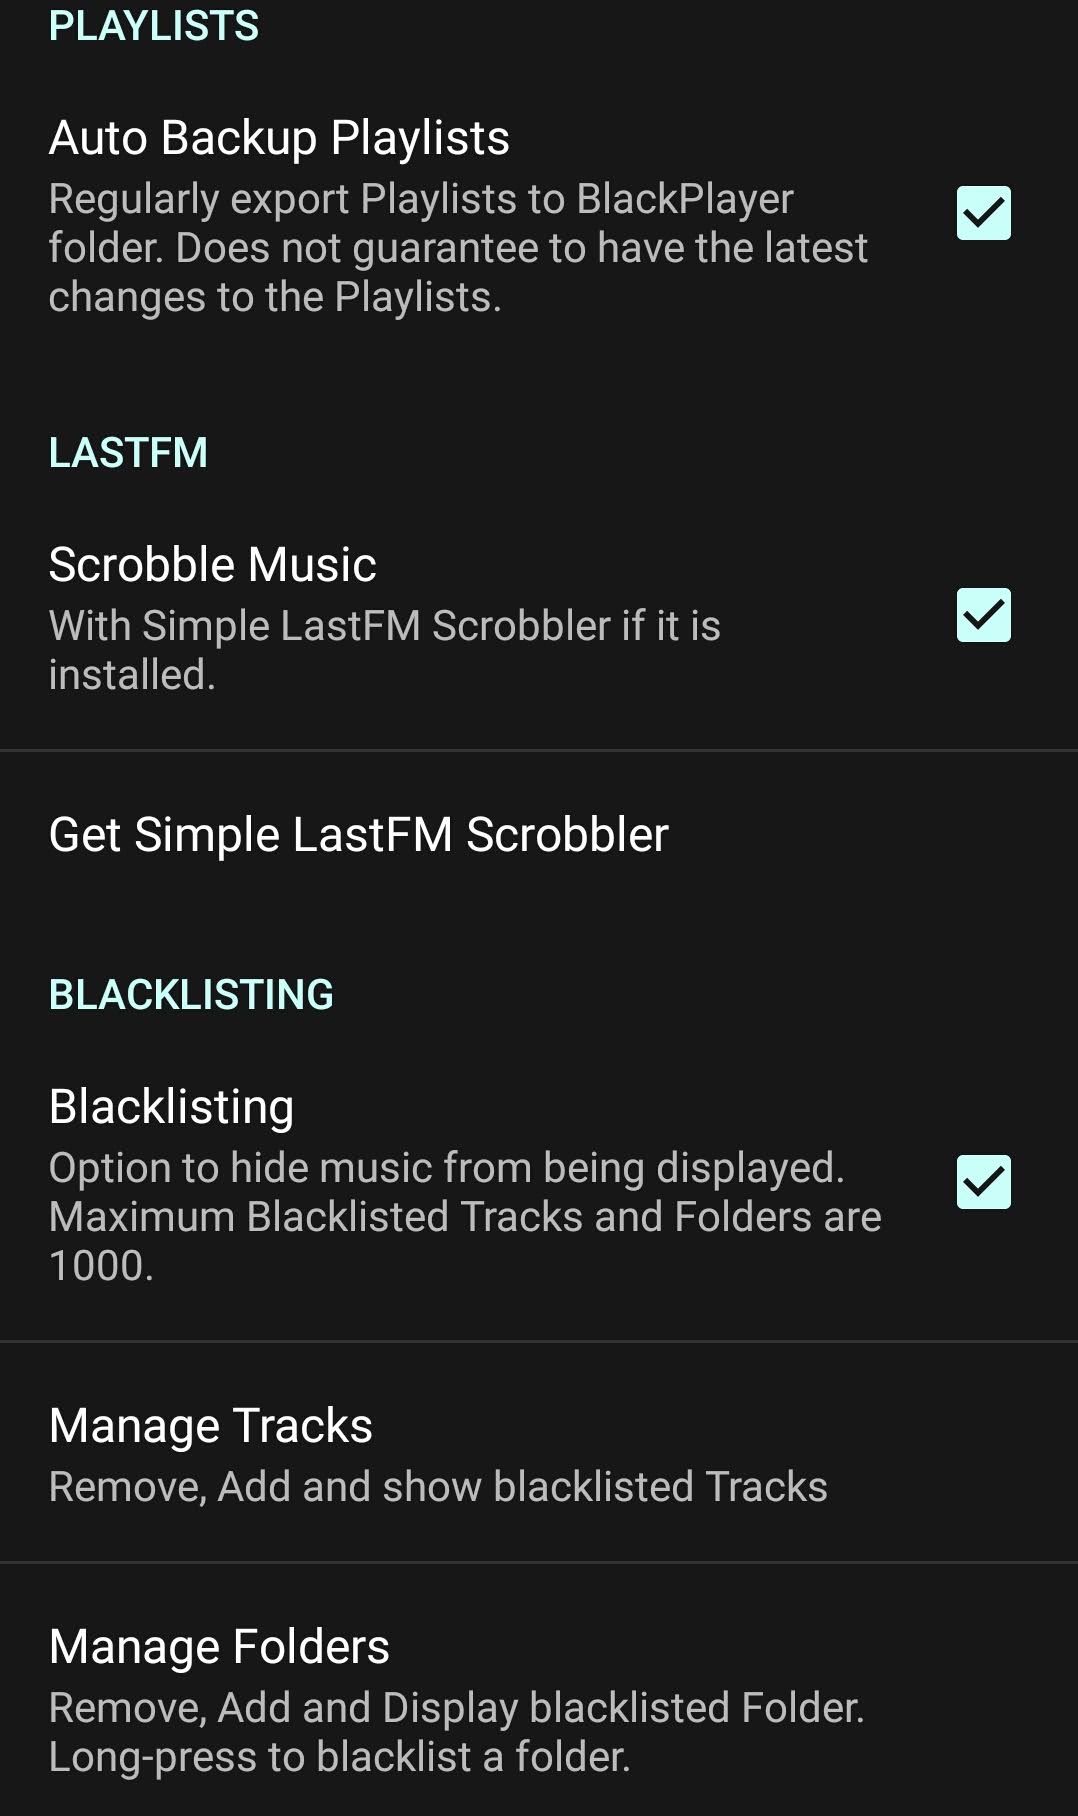 PLAYLISTS
Auto Backup Playlists
Regularly export Playlists to BlackPlayer
folder. Does not guarantee to have the latest
changes to the Playlists.
LASTFM
Scrobble Music
With Simple LastFM Scrobbler if it is
installed.
Get Simple LastFM Scrobbler
BLACKLISTING
Blacklisting
Option to hide music from being displayed.
Maximum Blacklisted Tracks and Folders are
1000.
Manage Tracks
Remove, Add and show blacklisted Tracks
Manage Folders
Remove, Add and Display blacklisted Folder.
Long-press to blacklist a folder.